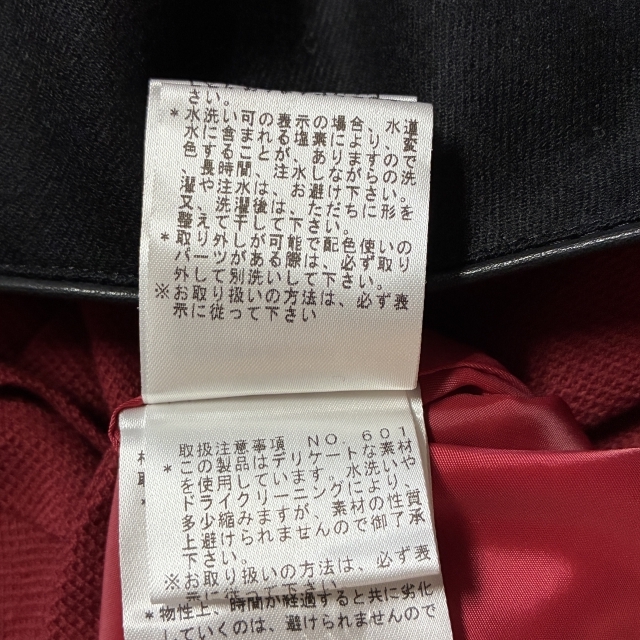 さい。
*水洗い可の表示の場合、水道
水に含まれる塩素により、変
色することがありますので洗
す時間、注水なすの、
濯や注水は、お避け下さい。
又、洗濯後は、ただちに形を
整えて干して下さい。
*取り外しが可能で配色使いの
パーツがある際は必ず取り
外して別洗いして下さい。
※お取り扱いの方法は、必ず表
示に従って下さい
*取扱注意事項 NO.601
この製品はデリケートな素材
を使用しています。水洗いや
ドライクリーニングにより、
多少縮みますが、素材の性質
上避けられませんので御了承
下さい。
※お取り扱いの方法は、必ず表
示に従って下さい
*物性上、時間が経過すると共に劣化
していくのは、避けられませんので